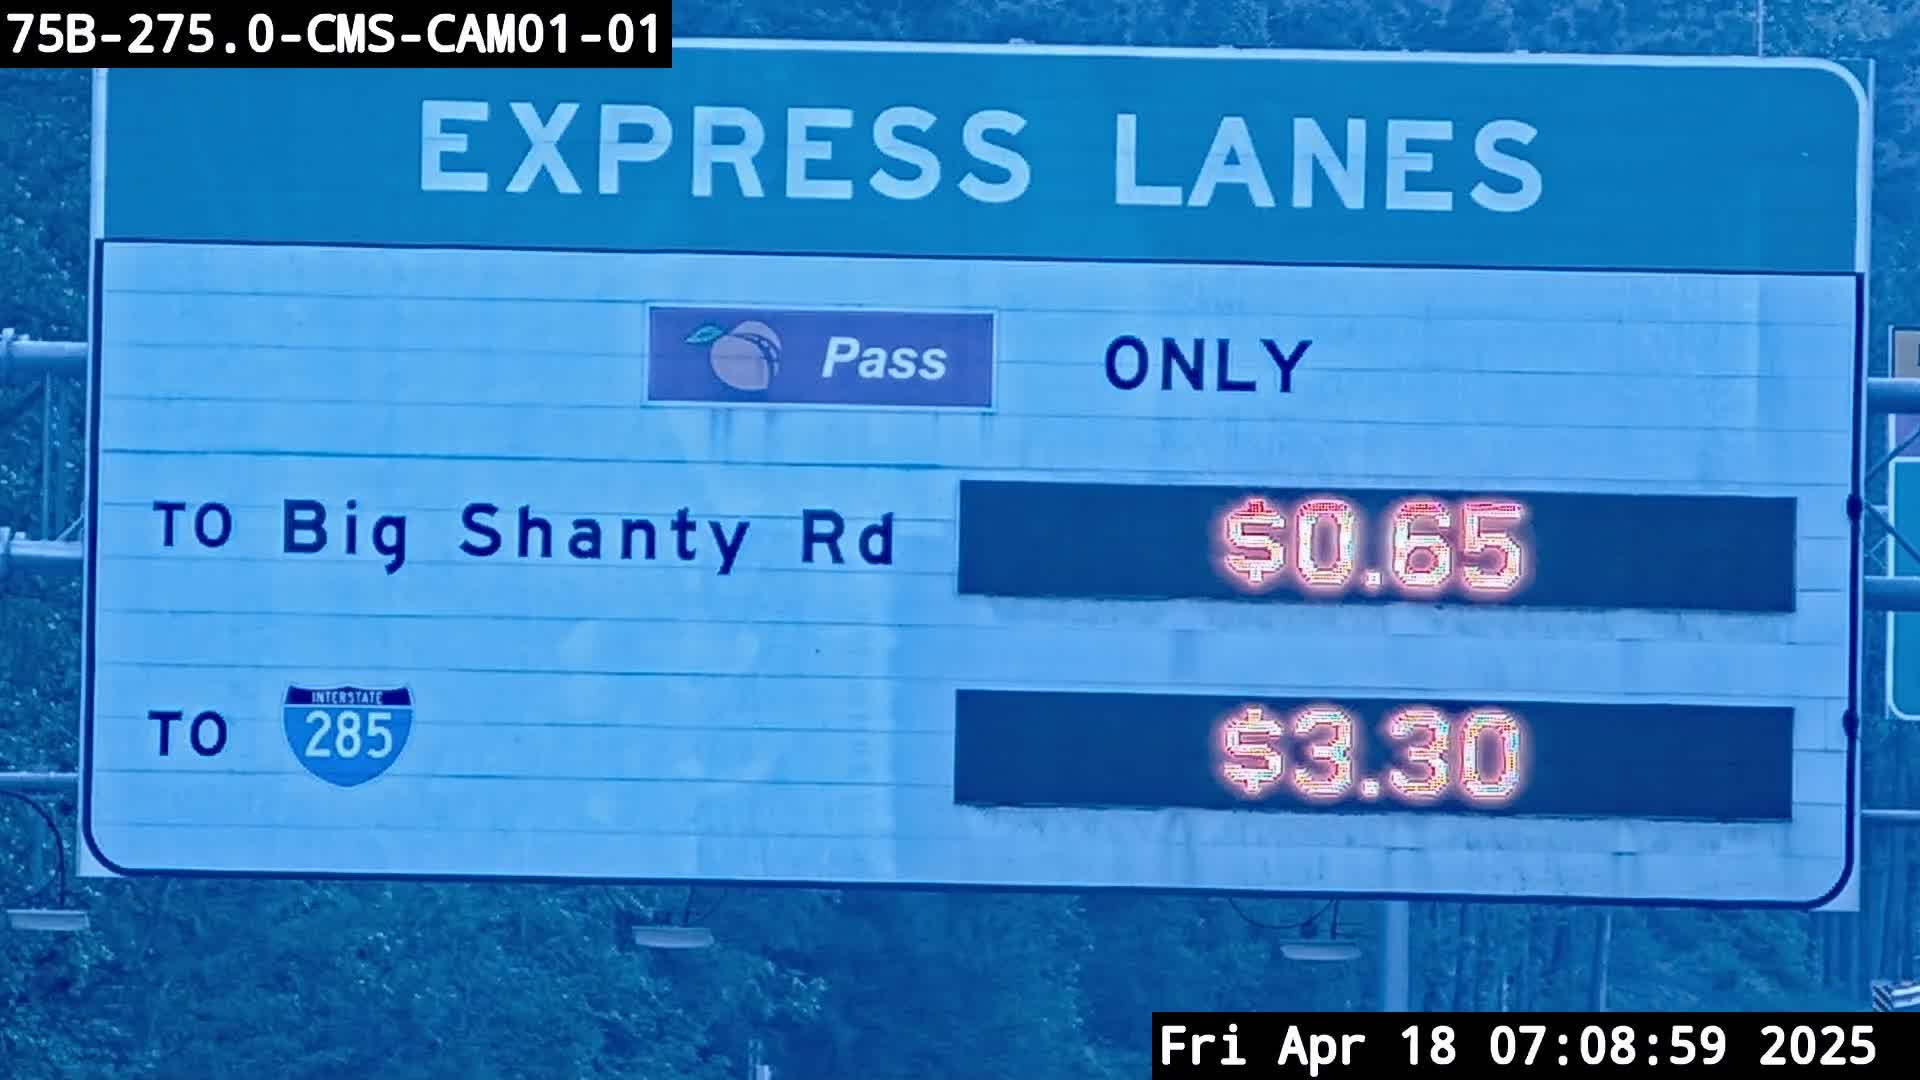 75B-275.0-CMS-CAM01-01
EXPRESS LANES
Pass ONLY
TO Big Shanty Rd $0.65
INTERSTATE
TO 285 $3.30
Fri Apr 18 07:08:59 2025